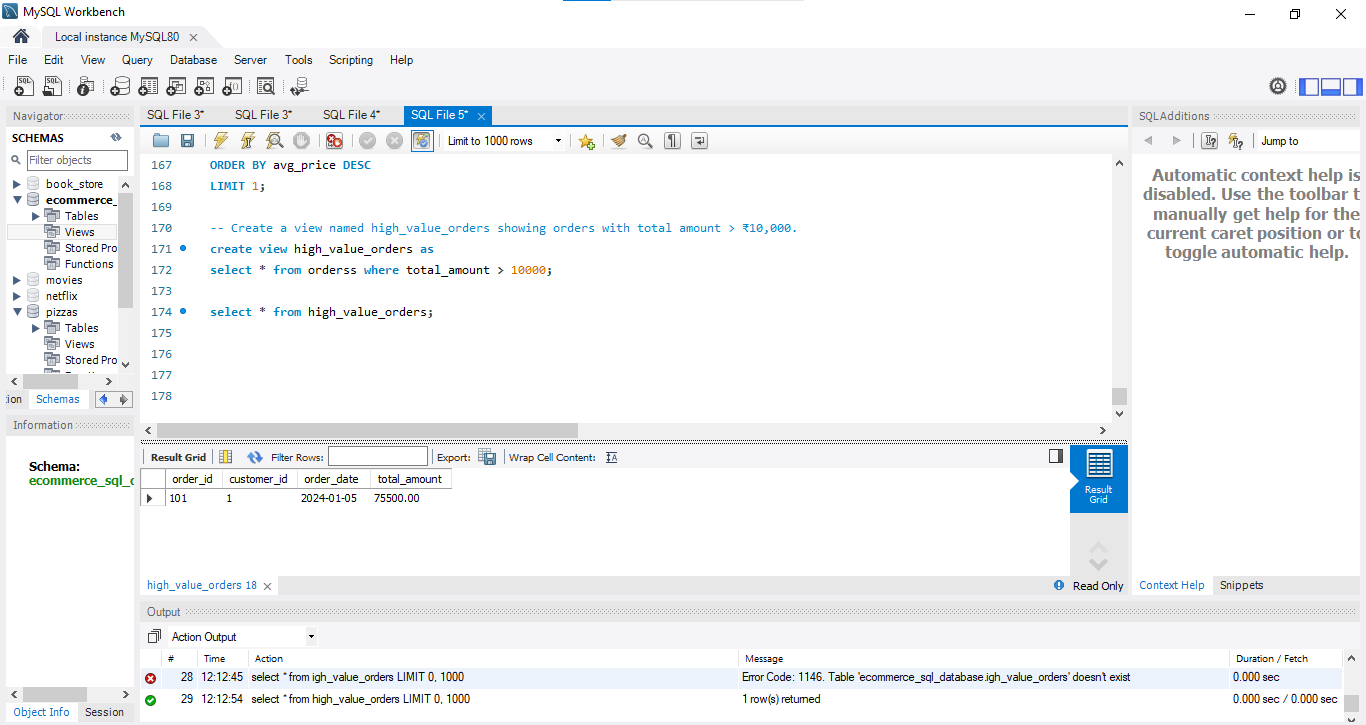 MySQL Workbench
Local instance MySQL80
File Edit View Query Database Server Tools Scripting Help
Navigator
SCHEMAS
Filter objects
book_store
ecommerce_
Tables
Views
Stored Pro
Functions
movies
netflix
pizzas
Tables
Views
Stored Pro
tion Schemas
Information
Schema:
ecommerce_sql_d
Object Info Session
SQL File 3* SQL File 3* SQL File 4* SQL File 5*
Limit to 1000 rows
167 ORDER BY avg_price DESC
168 LIMIT 1;
169
170 -- Create a view named high_value_orders showing orders with total amount > ₹10,000.
171 create view high_value_orders as
172 select * from orderss where total_amount > 10000;
173
174 select * from high_value_orders;
175
176
177
178
Result Grid Filter Rows: Export: Wrap Cell Content:
order_id customer_id order_date total_amount
101 1 2024-01-05 75500.00
Result
Grid
high_value_orders 18
Read Only
SQLAdditions
Jump to
Automatic context help is
disabled. Use the toolbar t
manually get help for the
current caret position or to
toggle automatic help.
Context Help Snippets
Output
Action Output
# Time Action Message Duration / Fetch
28 12:12:45 select * from igh_value_orders LIMIT 0, 1000 Error Code: 1146. Table 'ecommerce_sql_database.igh_value_orders' doesn't exist 0.000 sec
29 12:12:54 select * from high_value_orders LIMIT 0, 1000 1 row(s) returned 0.000 sec / 0.000 sec